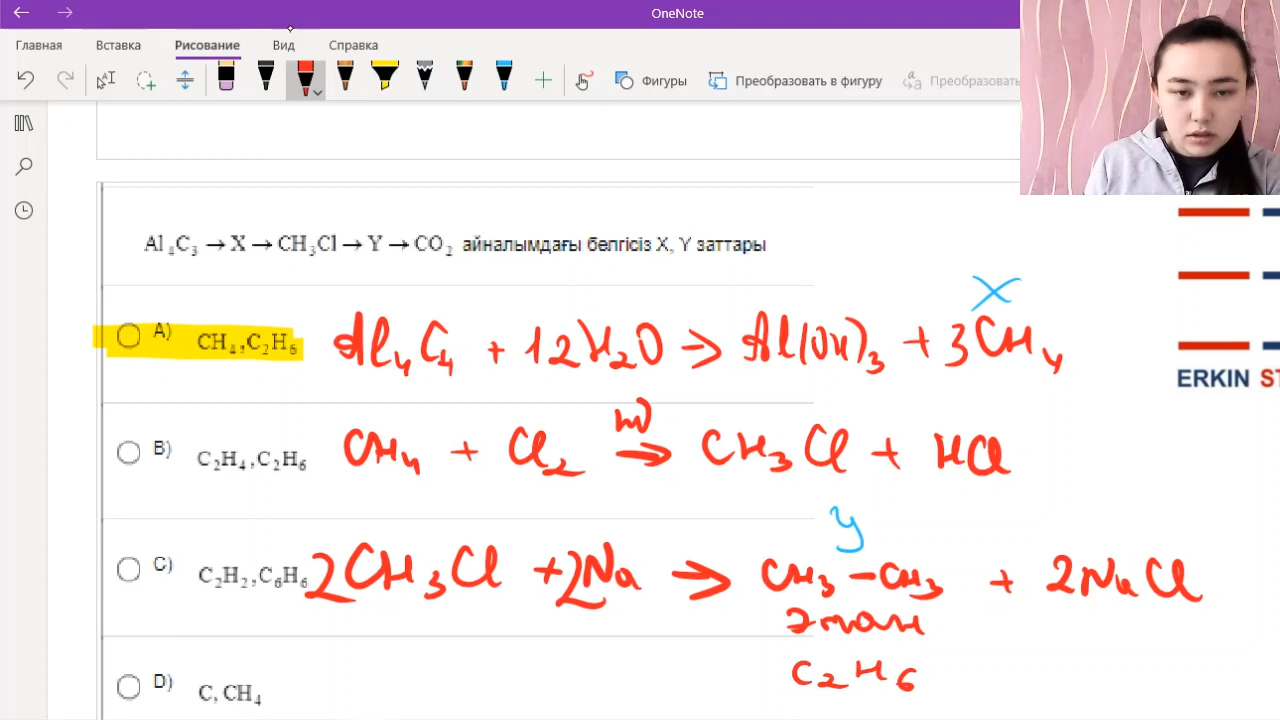 OneNote
Главная Вставка Рисование Вид Справка
Фигуры Преобразовать в фигуру Преобразовать
Al₄C₃ → X → CH₃Cl → Y → CO₂ айналымдағы белгісіз X, Y заттары
X
A) CH₄,C₂H₆ Al₄C₄ + 12H₂O → Al(OH)₃ + 3CH₄
ERKIN ST
hν
B) C₂H₄,C₂H₆ CH₄ + Cl₂ → CH₃Cl + HCl
У
C) C₂H₂,C₆H₆ 2CH₃Cl + 2Na → CH₃-CH₃ + 2NaCl
этан
C₂H₆
D) C, CH₄